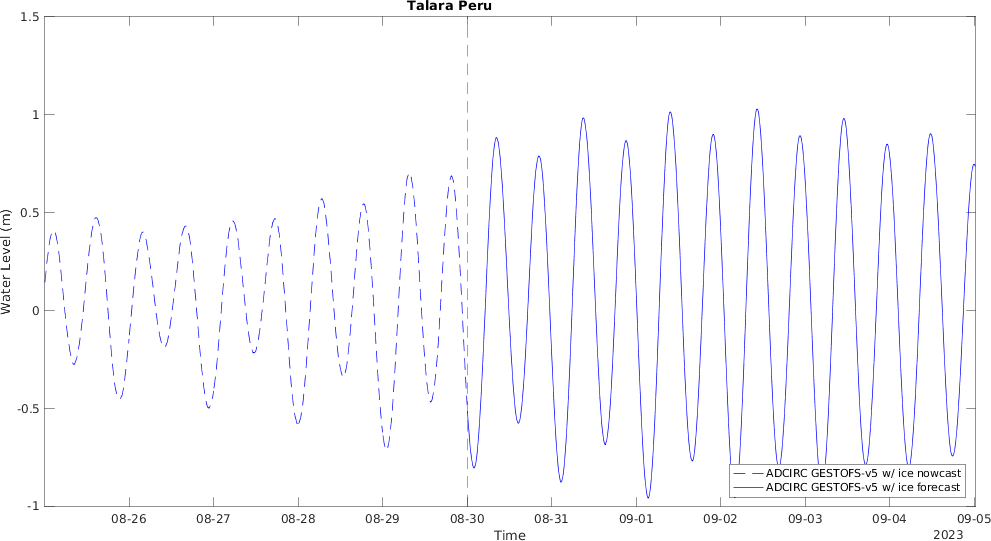 Talara Peru
1.5
1
0.5
0
-0.5
-1
Water Level (m)
ADCIRC GESTOFS-v5 w/ ice nowcast
ADCIRC GESTOFS-v5 w/ ice forecast
08-26 08-27 08-28 08-29 08-30 08-31 09-01 09-02 09-03 09-04 09-05
Time
2023